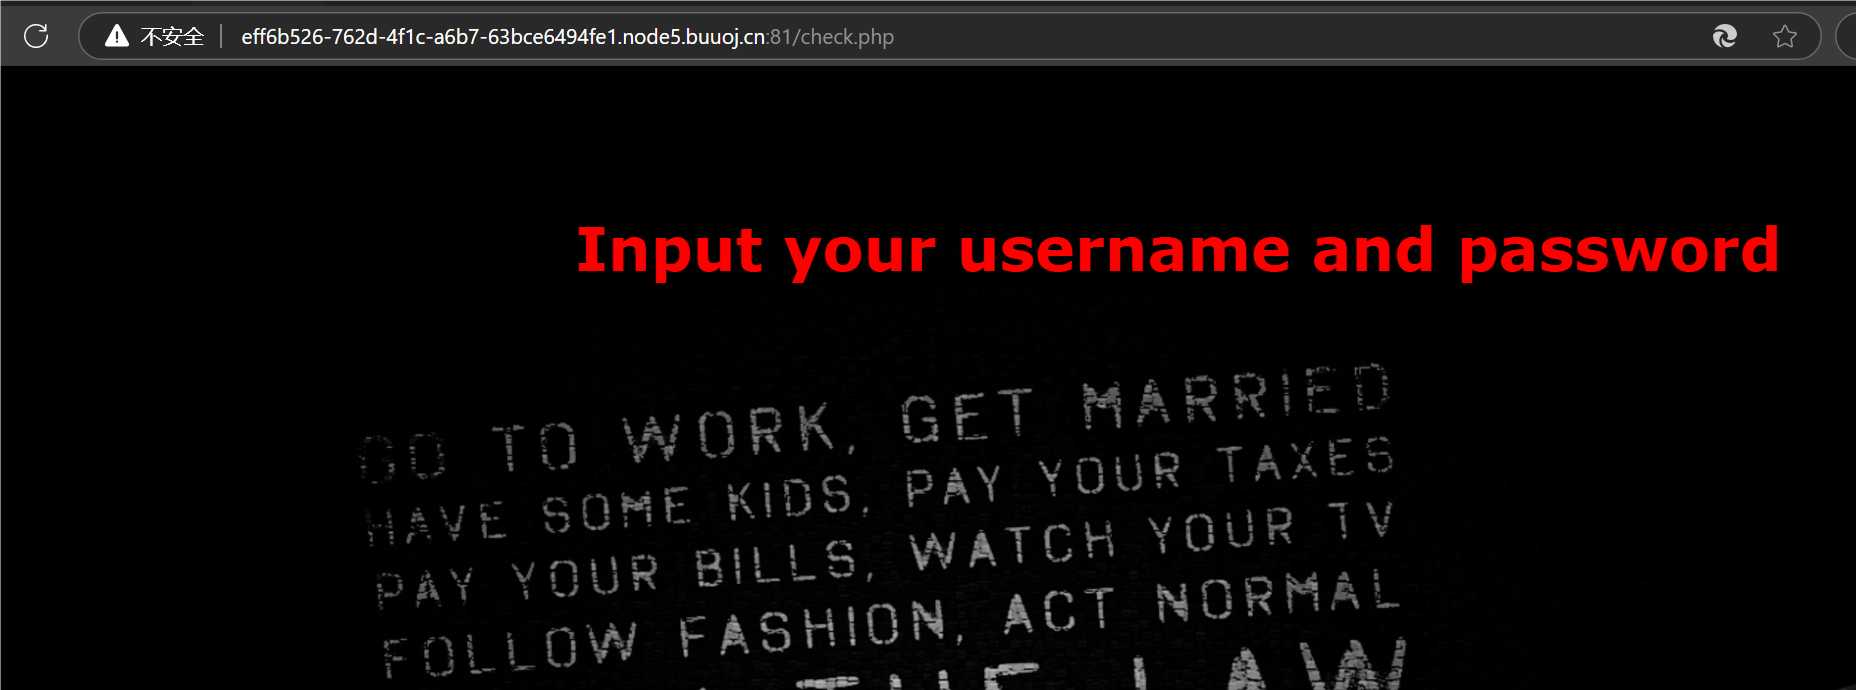 不安全 eff6b526-762d-4f1c-a6b7-63bce6494fe1.node5.buuoj.cn:81/check.php
Input your username and password
GO TO WORK, GET MARRIED
HAVE SOME KIDS, PAY YOUR TAXES
PAY YOUR BILLS, WATCH YOUR TV
FOLLOW FASHION, ACT NORMAL
THE LAW